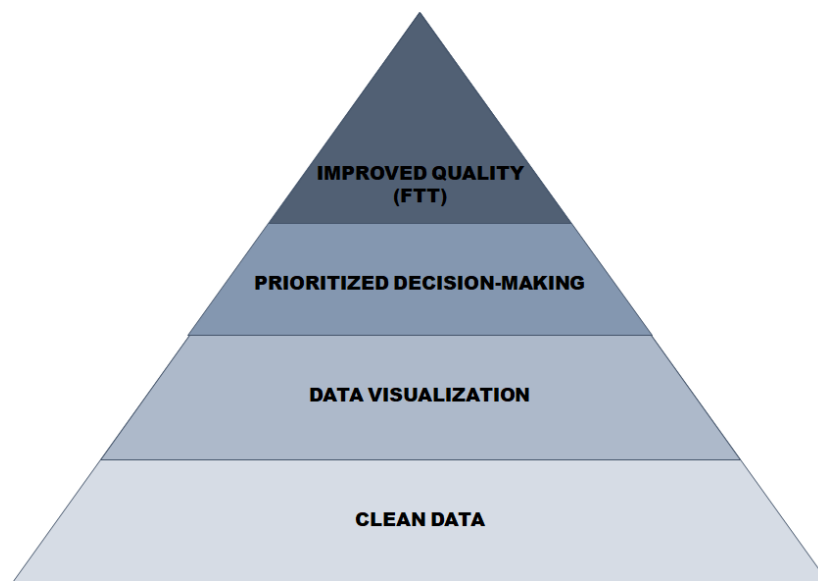 IMPROVED QUALITY
(FTT)
PRIORITIZED DECISION-MAKING
DATA VISUALIZATION
CLEAN DATA